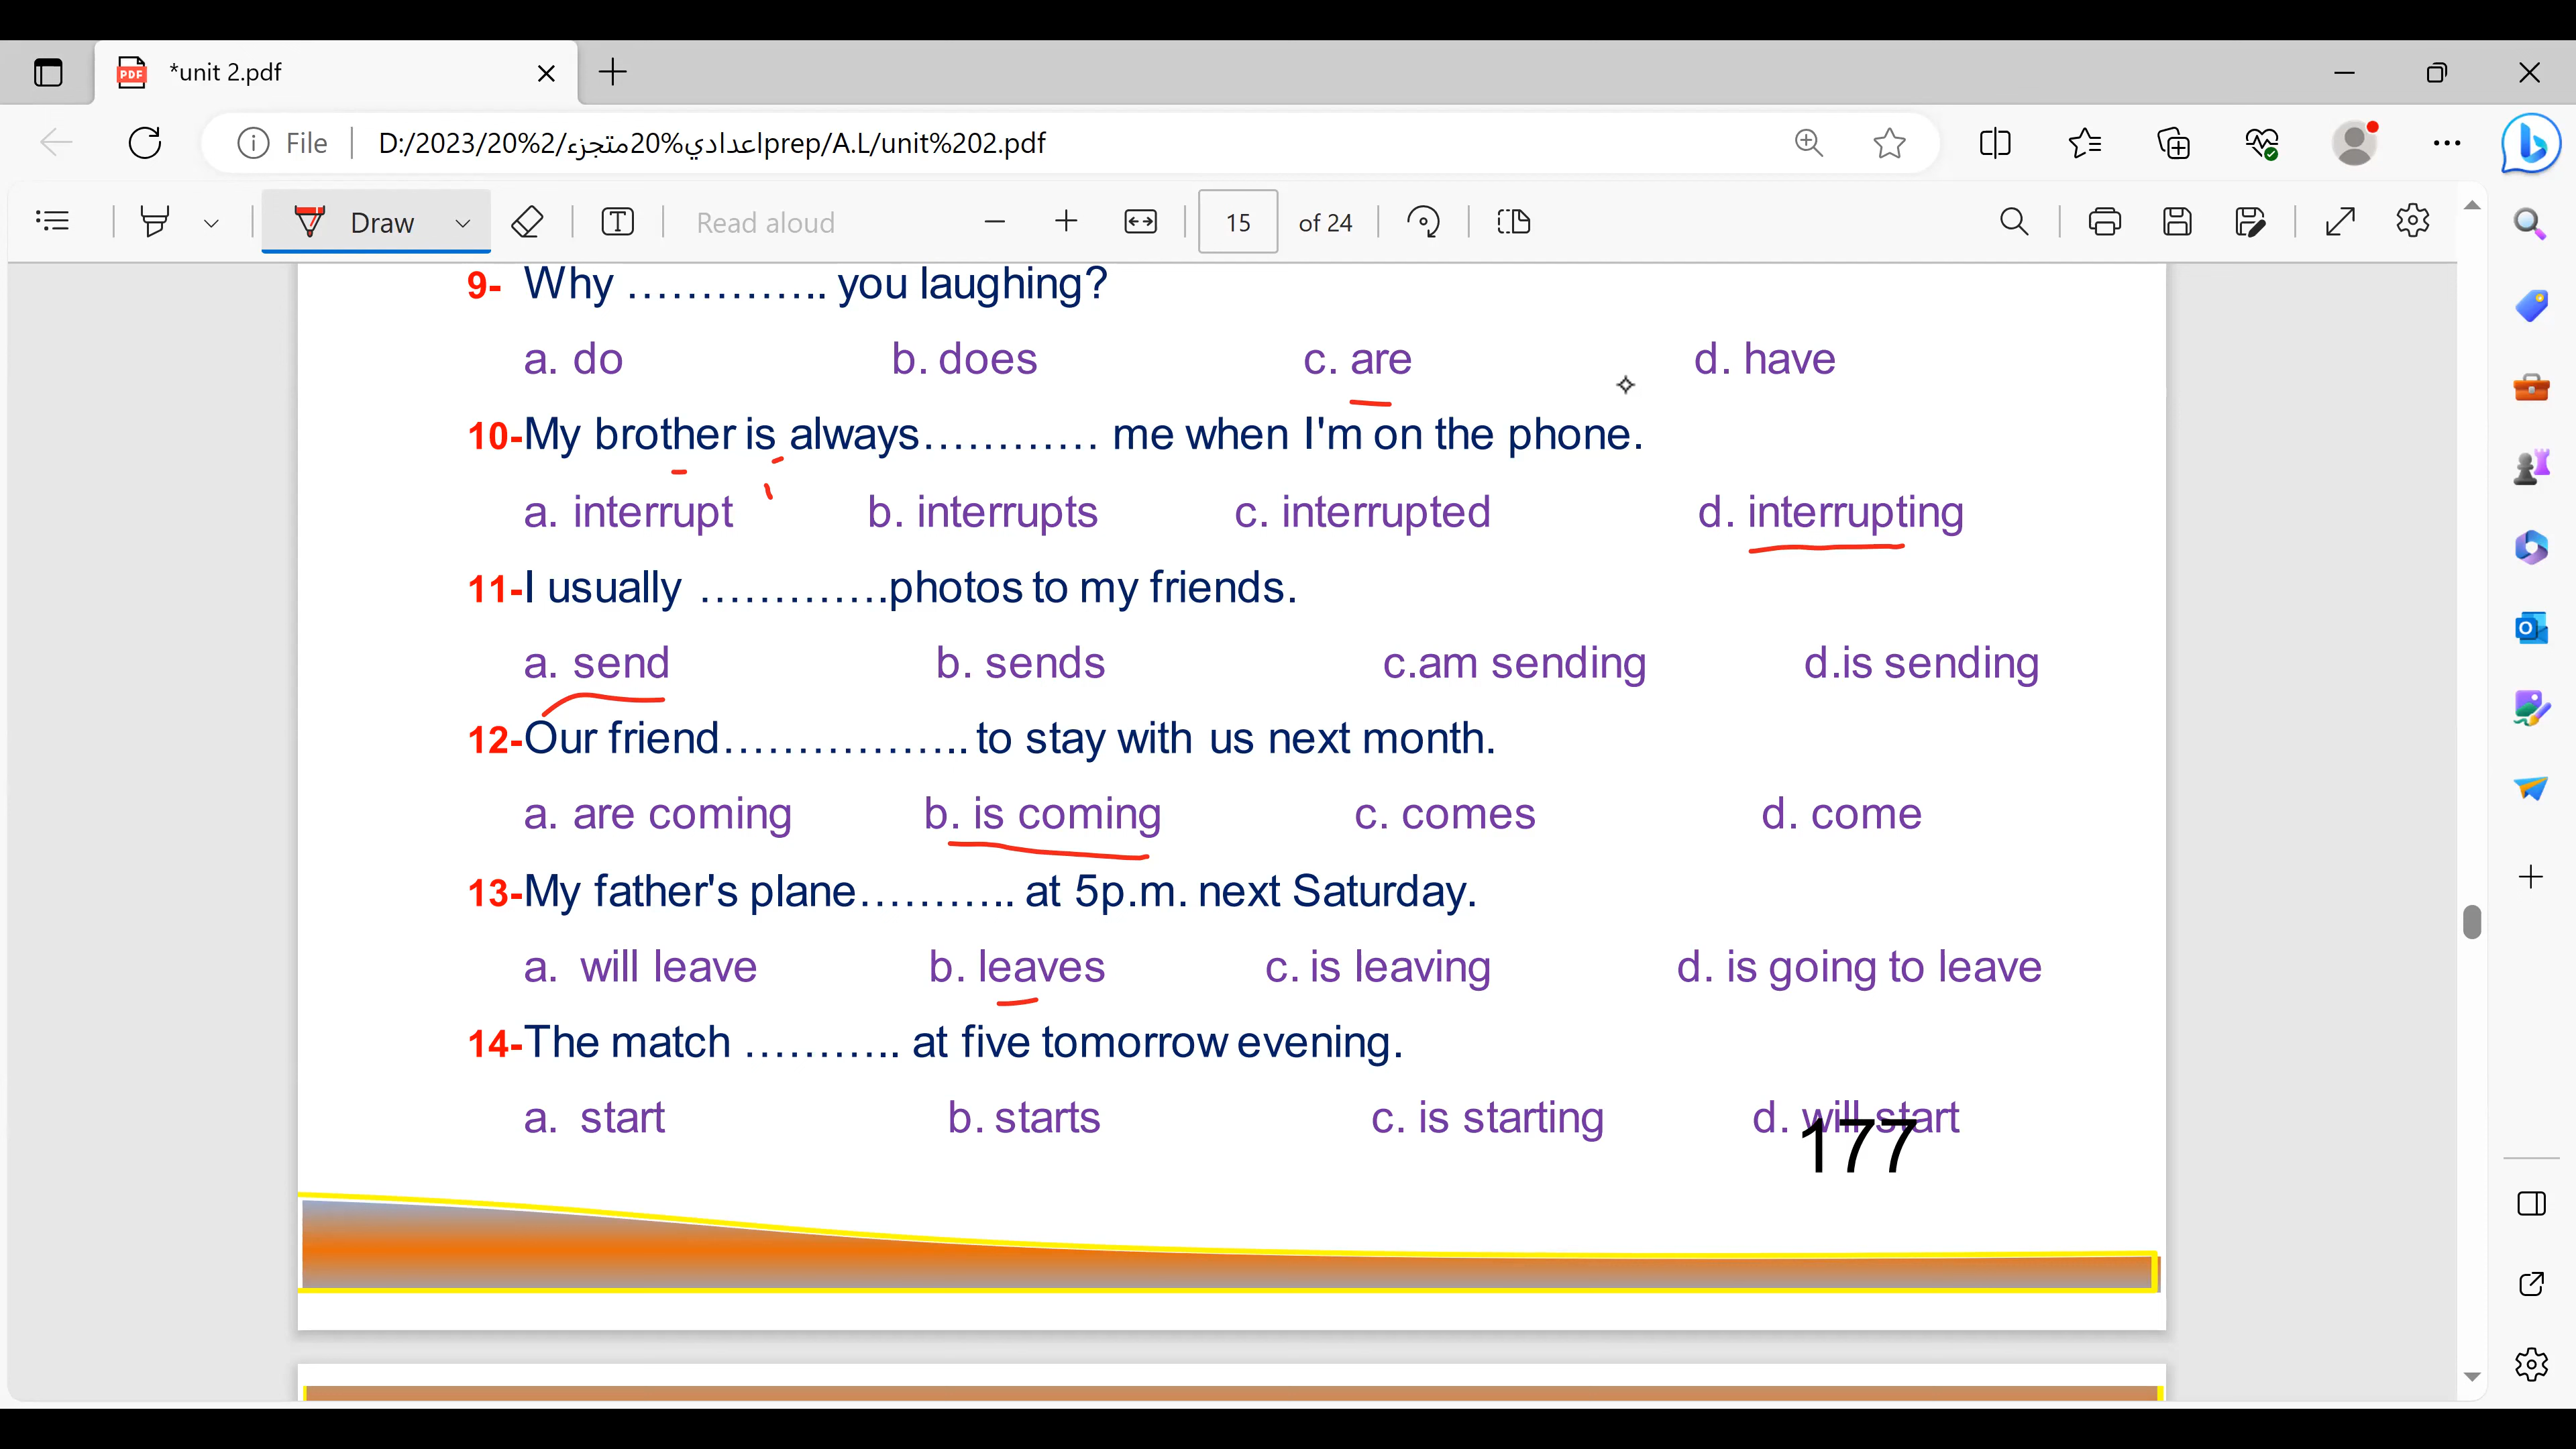 *unit 2.pdf
File
D:/2023/20%2/اعدادي%20متجزء/prep/A.L/unit%202.pdf
Draw
Read aloud
15 of 24
9- Why ………….. you laughing?
a. do b. does c. are d. have
10-My brother is always………… me when I'm on the phone.
a. interrupt b. interrupts c. interrupted d. interrupting
11-I usually ………….photos to my friends.
a. send b. sends c.am sending d.is sending
12-Our friend…………….. to stay with us next month.
a. are coming b. is coming c. comes d. come
13-My father's plane……….. at 5p.m. next Saturday.
a. will leave b. leaves c. is leaving d. is going to leave
14-The match ……….. at five tomorrow evening.
a. start b. starts c. is starting d. will start
177